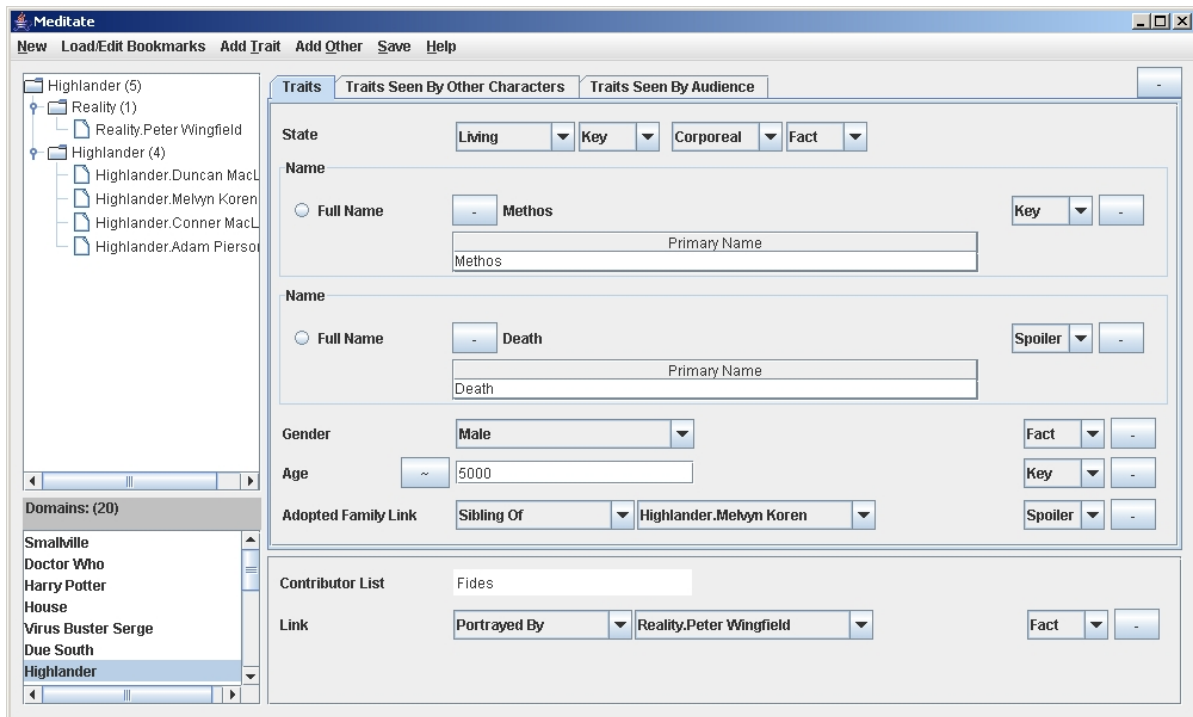 Meditate
New Load/Edit Bookmarks Add Trait Add Other Save Help
Highlander (5)
Reality (1)
Reality.Peter Wingfield
Highlander (4)
Highlander.Duncan MacL
Highlander.Melvyn Koren
Highlander.Conner MacL
Highlander.Adam Pierson
Domains: (20)
Smallville
Doctor Who
Harry Potter
House
Virus Buster Serge
Due South
Highlander
Traits Traits Seen By Other Characters Traits Seen By Audience -
State Living Key Corporeal Fact
Name
Full Name - Methos Key -
Primary Name
Methos
Name
Full Name - Death Spoiler -
Primary Name
Death
Gender Male Fact -
Age ~ 5000 Key -
Adopted Family Link Sibling Of Highlander.Melvyn Koren Spoiler -
Contributor List Fides
Link Portrayed By Reality.Peter Wingfield Fact -